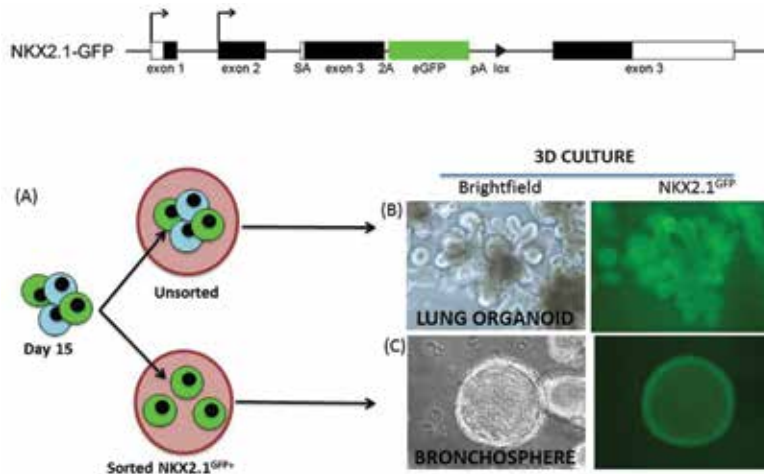 NKX2.1-GFP
exon 1 exon 2 SA exon 3 2A eGFP pA lox exon 3
3D CULTURE
Brightfield NKX2.1GFP
(A)
(B)
Unsorted
LUNG ORGANOID
Day 15
(C)
BRONCHOSPHERE
Sorted NKX2.1GFP+